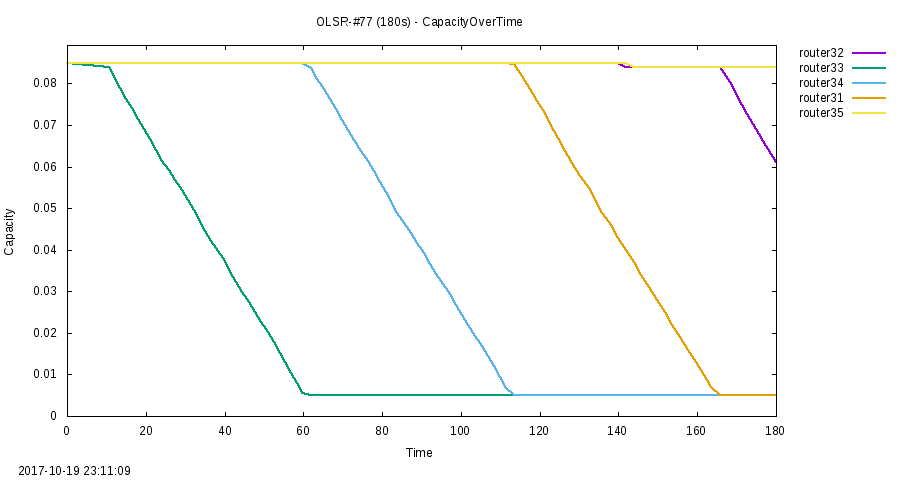 OLSR-#77 (180s) - CapacityOverTime
router32
router33
router34
router31
router35
0.08
0.07
0.06
0.05
0.04
0.03
0.02
0.01
0
Capacity
0 20 40 60 80 100 120 140 160 180
Time
2017-10-19 23:11:09